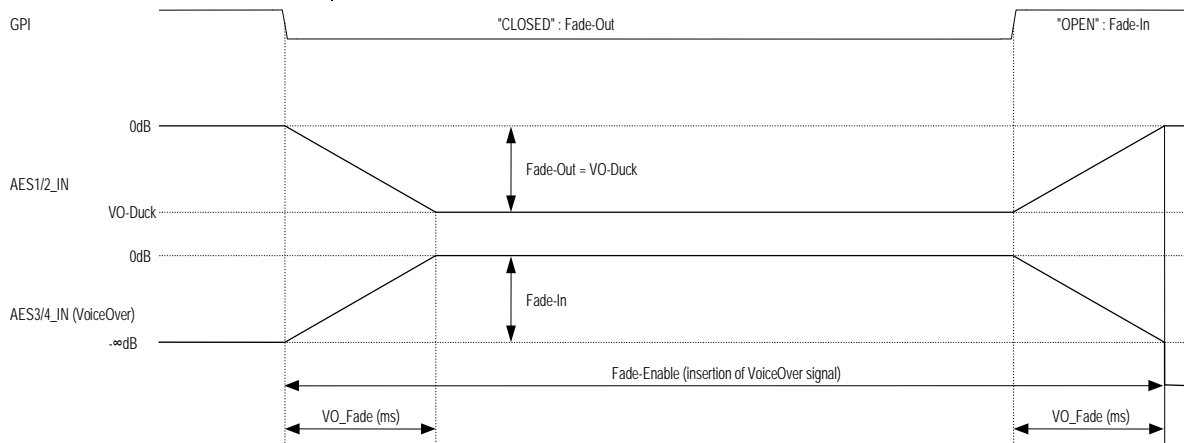 GPI
"CLOSED" : Fade-Out
"OPEN" : Fade-In
0dB
Fade-Out = VO-Duck
AES1/2_IN
VO-Duck
0dB
Fade-In
AES3/4_IN (VoiceOver)
-∞dB
Fade-Enable (insertion of VoiceOver signal)
VO_Fade (ms)
VO_Fade (ms)